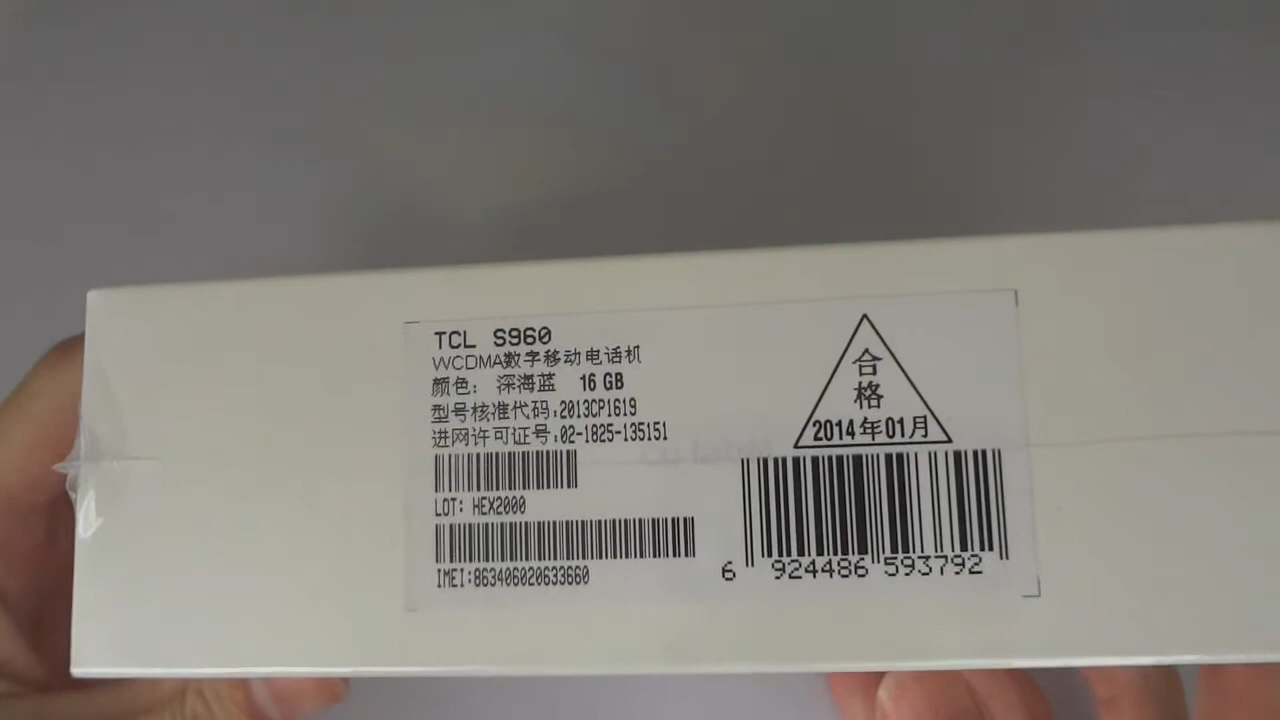 TCL S960
WCDMA数字移动电话机
颜色: 深海蓝 16 GB
型号核准代码:2013CP1619
进网许可证号:02-1825-135151
LOT: HEX2000
IMEI:863406020633660
合格
2014年01月
6 924486 593792